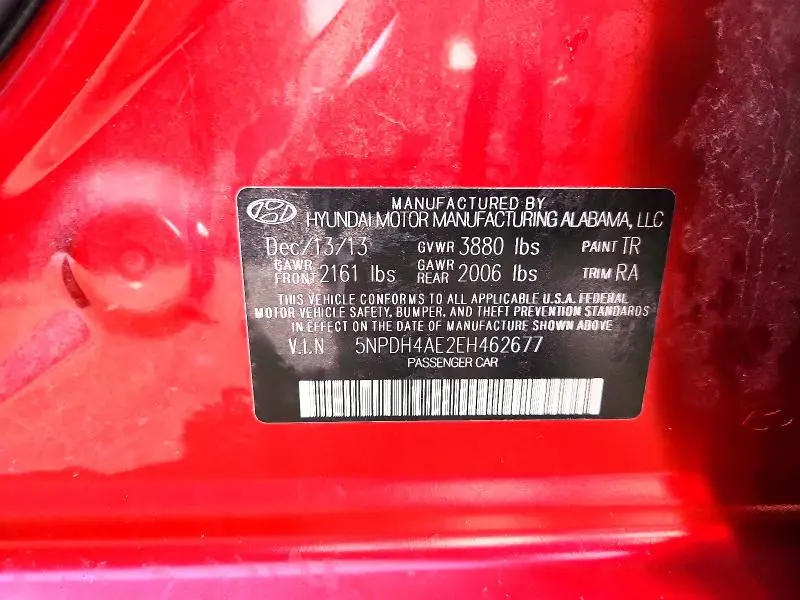 MANUFACTURED BY
HYUNDAI MOTOR MANUFACTURING ALABAMA, LLC
Dec/13/13 GVWR 3880 lbs PAINT TR
GAWR FRONT 2161 lbs GAWR REAR 2006 lbs TRIM RA
THIS VEHICLE CONFORMS TO ALL APPLICABLE U.S.A. FEDERAL
MOTOR VEHICLE SAFETY, BUMPER, AND THEFT PREVENTION STANDARDS
IN EFFECT ON THE DATE OF MANUFACTURE SHOWN ABOVE
V.I.N 5NPDH4AE2EH462677
PASSENGER CAR